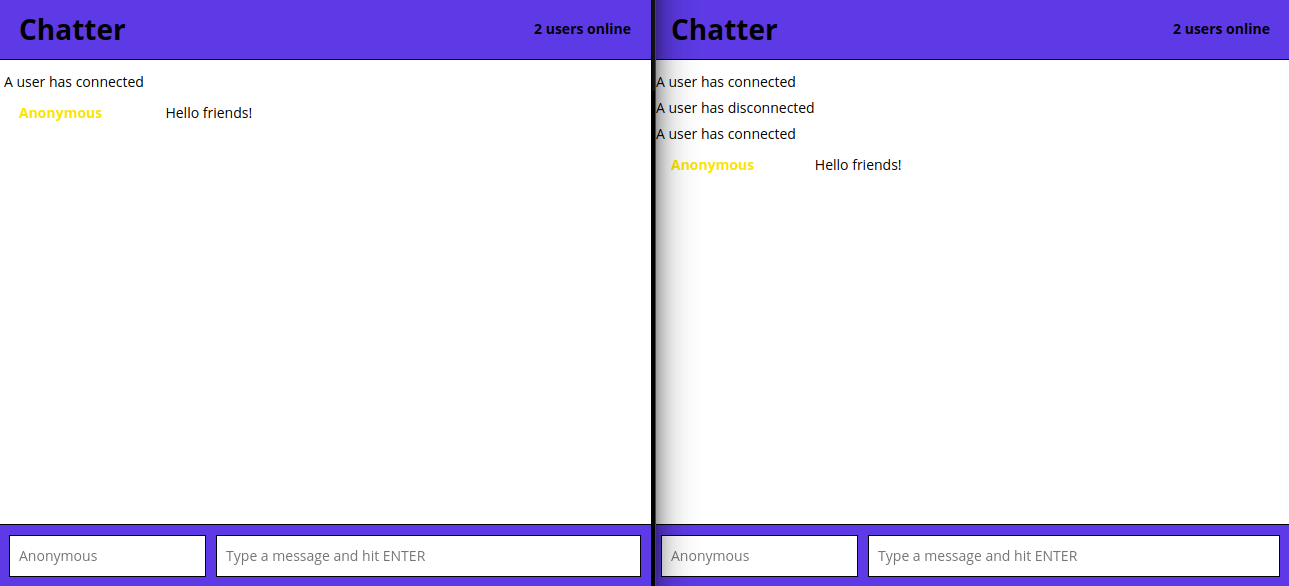 Chatter
2 users online
A user has connected
Anonymous Hello friends!
Anonymous
Type a message and hit ENTER
Chatter
2 users online
A user has connected
A user has disconnected
A user has connected
Anonymous Hello friends!
Anonymous
Type a message and hit ENTER